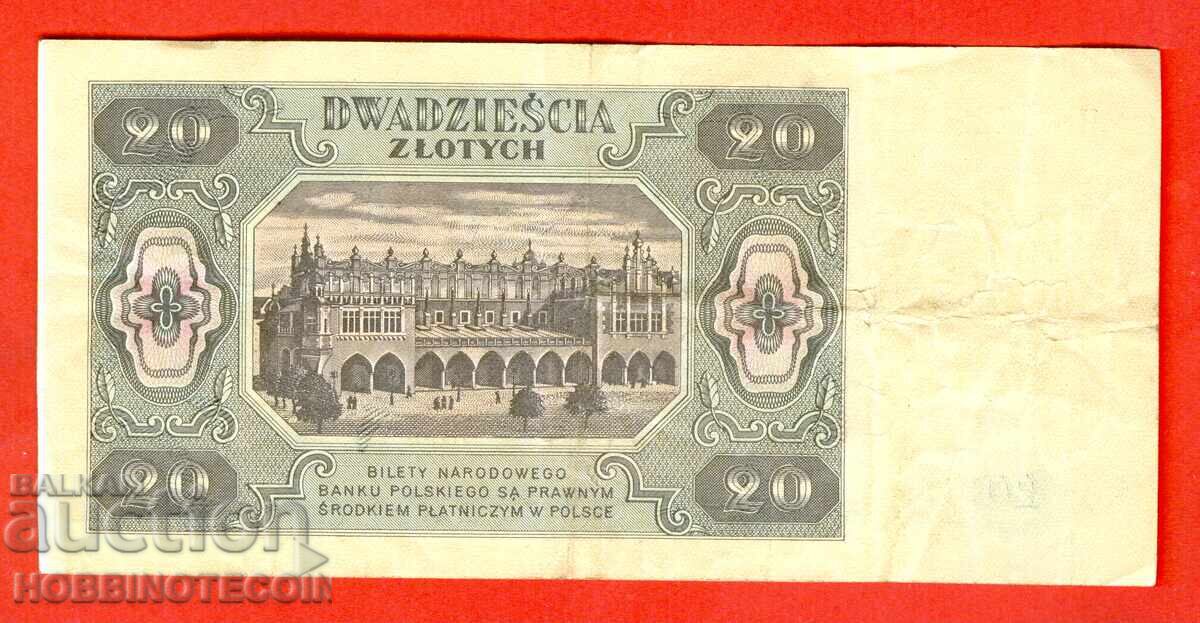 20 DWADZIEŚCIA 20
ZŁOTYCH
20 BILETY NARODOWEGO 20
BANKU POLSKIEGO SĄ PRAWNYM
ŚRODKIEM PŁATNICZYM W POLSCE
BALKAN
auction
HOBBINOTECOIN